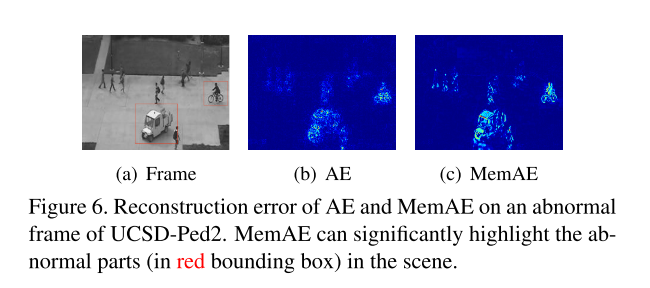 (a) Frame (b) AE (c) MemAE
Figure 6. Reconstruction error of AE and MemAE on an abnormal
frame of UCSD-Ped2. MemAE can significantly highlight the ab-
normal parts (in red bounding box) in the scene.